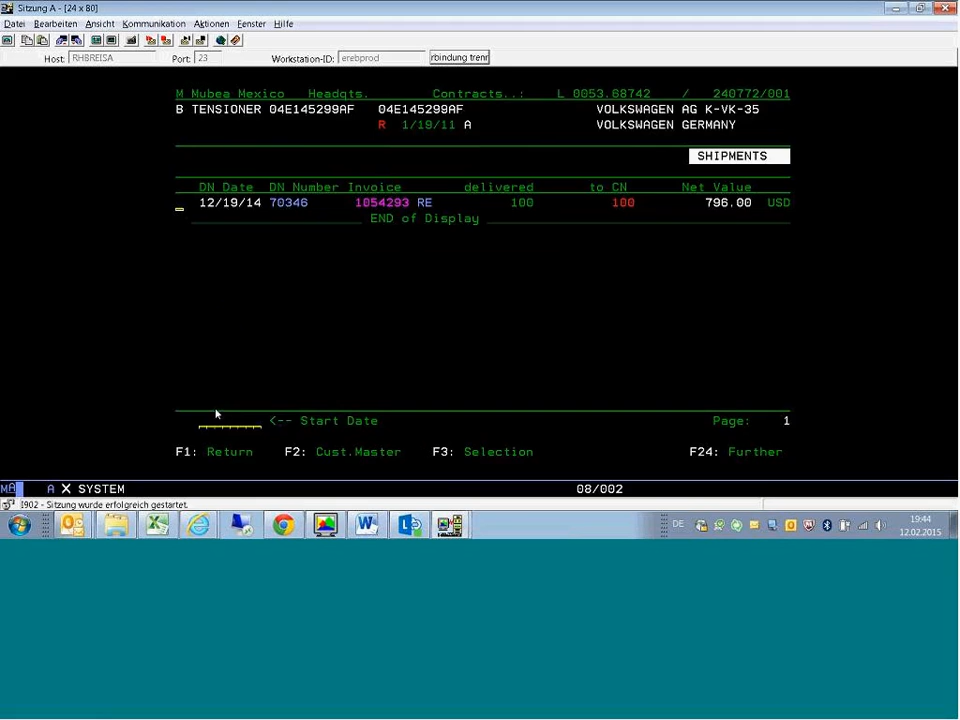 Sitzung A - [24 x 80]
Datei Bearbeiten Ansicht Kommunikation Aktionen Fenster Hilfe
Host: RHBREISA Port: 23 Workstation-ID: erebprod rbindung trenr
M Mubea Mexico Headqts. Contracts..: L 0053.68742 / 240772/001
B TENSIONER 04E145299AF 04E145299AF VOLKSWAGEN AG K-VK-35
R 1/19/11 A VOLKSWAGEN GERMANY
SHIPMENTS
DN Date DN Number Invoice delivered to CN Net Value
12/19/14 70346 1054293 RE 100 100 796.00 USD
END of Display
<-- Start Date Page: 1
F1: Return F2: Cust.Master F3: Selection F24: Further
MA A X SYSTEM 08/002
I902 - Sitzung wurde erfolgreich gestartet.
DE 19:44
12.02.2015